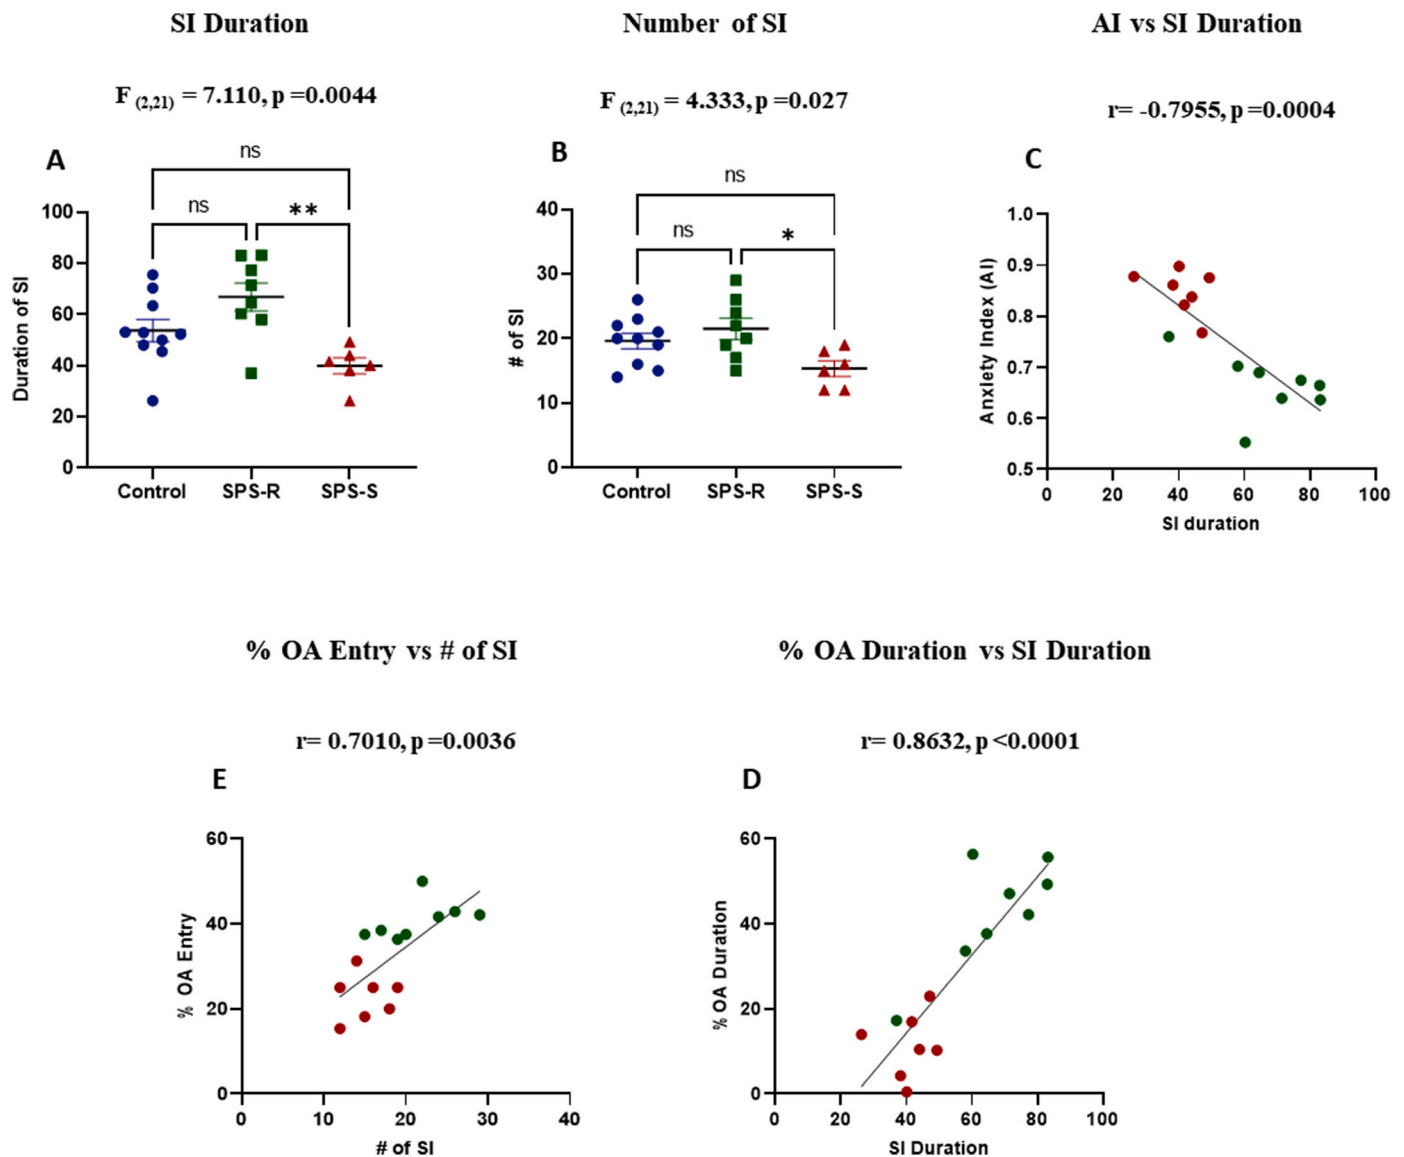 SI Duration
Number of SI
AI vs SI Duration
F (2,21) = 7.110, p =0.0044
F (2,21) = 4.333, p =0.027
r= -0.7955, p =0.0004
A
ns
ns
**
100
80
60
40
20
0
Duration of SI
Control
SPS-R
SPS-S
B
ns
ns
*
40
30
20
10
0
# of SI
Control
SPS-R
SPS-S
C
1.0
0.9
0.8
0.7
0.6
0.5
Anxiety Index (AI)
0
20
40
60
80
100
SI duration
% OA Entry vs # of SI
% OA Duration vs SI Duration
r= 0.7010, p =0.0036
r= 0.8632, p <0.0001
E
60
40
20
0
% OA Entry
0
10
20
30
40
# of SI
D
60
40
20
0
% OA Duration
0
20
40
60
80
100
SI Duration